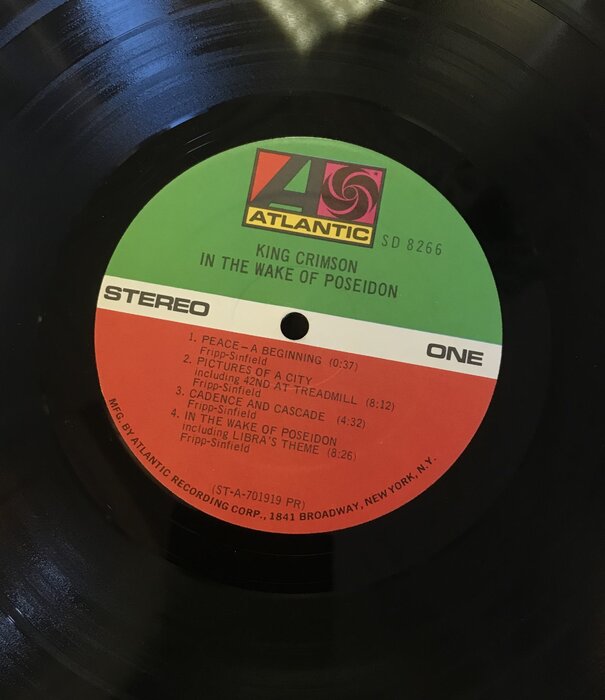 ATLANTIC
SD 8266
KING CRIMSON
IN THE WAKE OF POSEIDON
STEREO
ONE
1. PEACE–A BEGINNING (0:37)
Fripp-Sinfield
2. PICTURES OF A CITY
including 42ND AT TREADMILL (8:12)
Fripp-Sinfield
3. CADENCE AND CASCADE (4:32)
Fripp-Sinfield
4. IN THE WAKE OF POSEIDON
including LIBRA'S THEME (8:26)
Fripp-Sinfield
(ST-A-701919 PR)
MFG. BY ATLANTIC RECORDING CORP., 1841 BROADWAY, NEW YORK, N.Y.